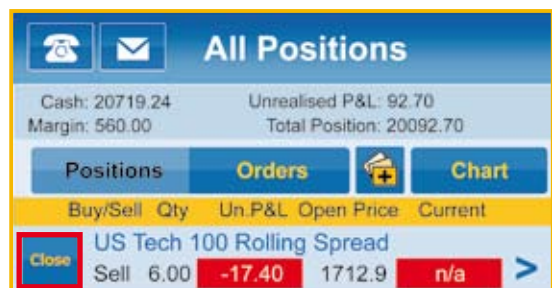 All Positions
Cash: 20719.24 Unrealised P&L: 92.70
Margin: 560.00 Total Position: 20092.70
Positions Orders Chart
Buy/Sell Qty Un.P&L Open Price Current
US Tech 100 Rolling Spread
Close Sell 6.00 -17.40 1712.9 n/a >